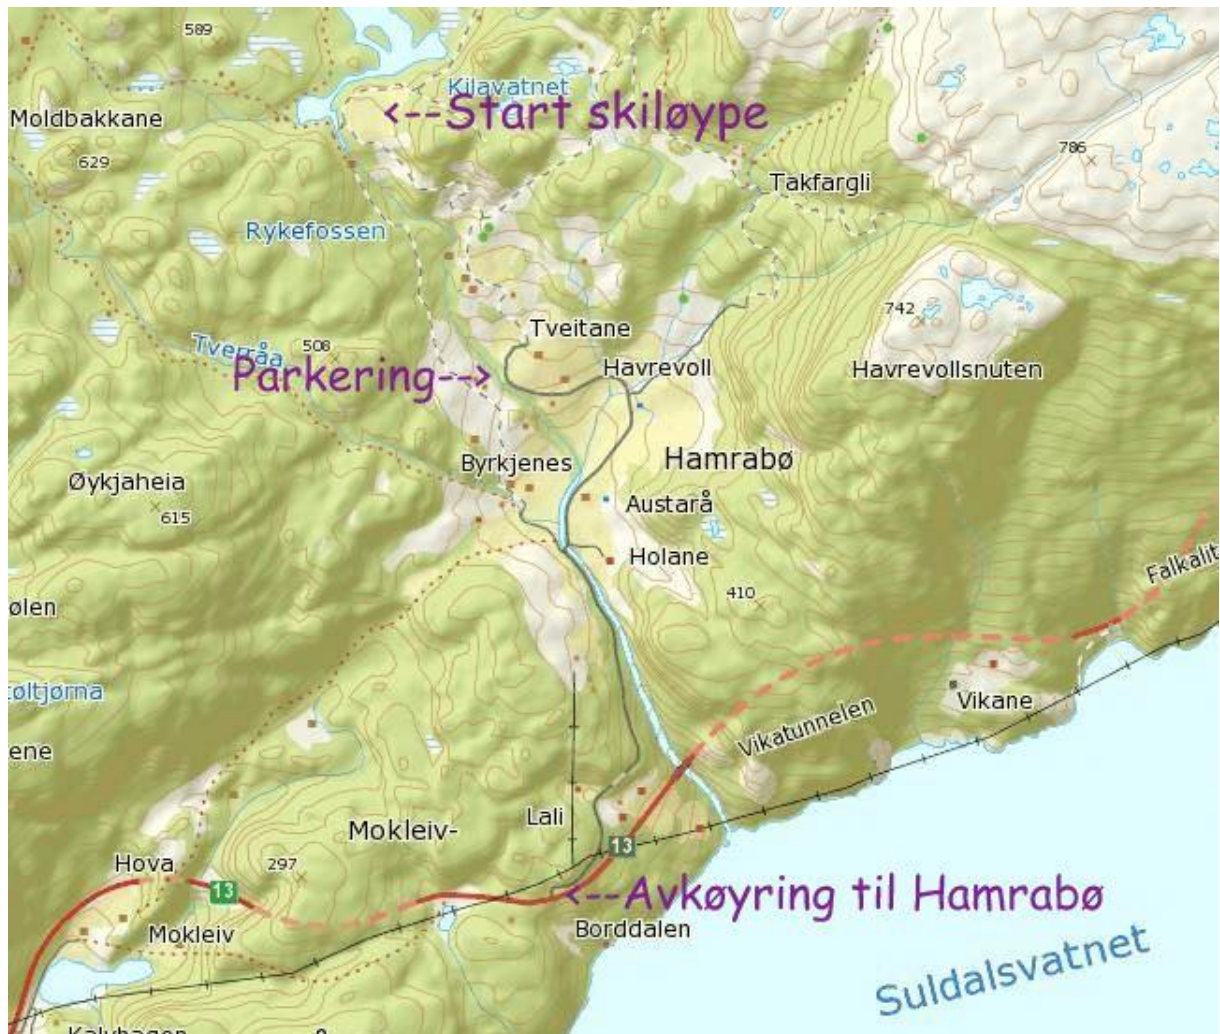 589
Kilavatnet
<--Start skiløype
Moldbakkane
629
786
Takfargli
Rykefossen
742
Tveitane
Tverråa
508
Parkering-->
Havrevoll
Havrevollsnuten
Byrkjenes
Hamrabø
Øykjaheia
615
Austarå
Holane
Falkalit
410
ølen
tøltjørna
Vikane
Vikatunnelen
ene
Lali
Mokleiv-
13
Hova
297
13
<--Avkøyring til Hamrabø
Mokleiv
Borddalen
Suldalsvatnet